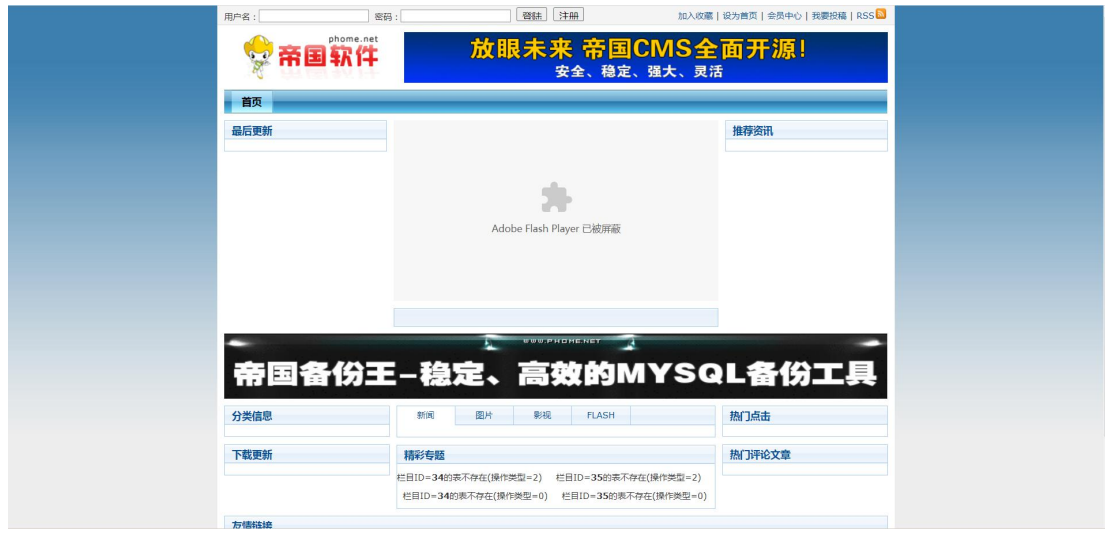 用户名： 密码： 登陆 注册 加入收藏 | 设为首页 | 会员中心 | 我要投稿 | RSS
phome.net
帝国软件
放眼未来 帝国CMS全面开源!
安全、稳定、强大、灵活
首页
最后更新
推荐资讯
Adobe Flash Player 已被屏蔽
WWW.PHOME.NET
帝国备份王-稳定、高效的MYSQL备份工具
分类信息 新闻 图片 影视 FLASH 热门点击
下载更新 精彩专题 热门评论文章
栏目ID=34的表不存在(操作类型=2) 栏目ID=35的表不存在(操作类型=2)
栏目ID=34的表不存在(操作类型=0) 栏目ID=35的表不存在(操作类型=0)
友情链接